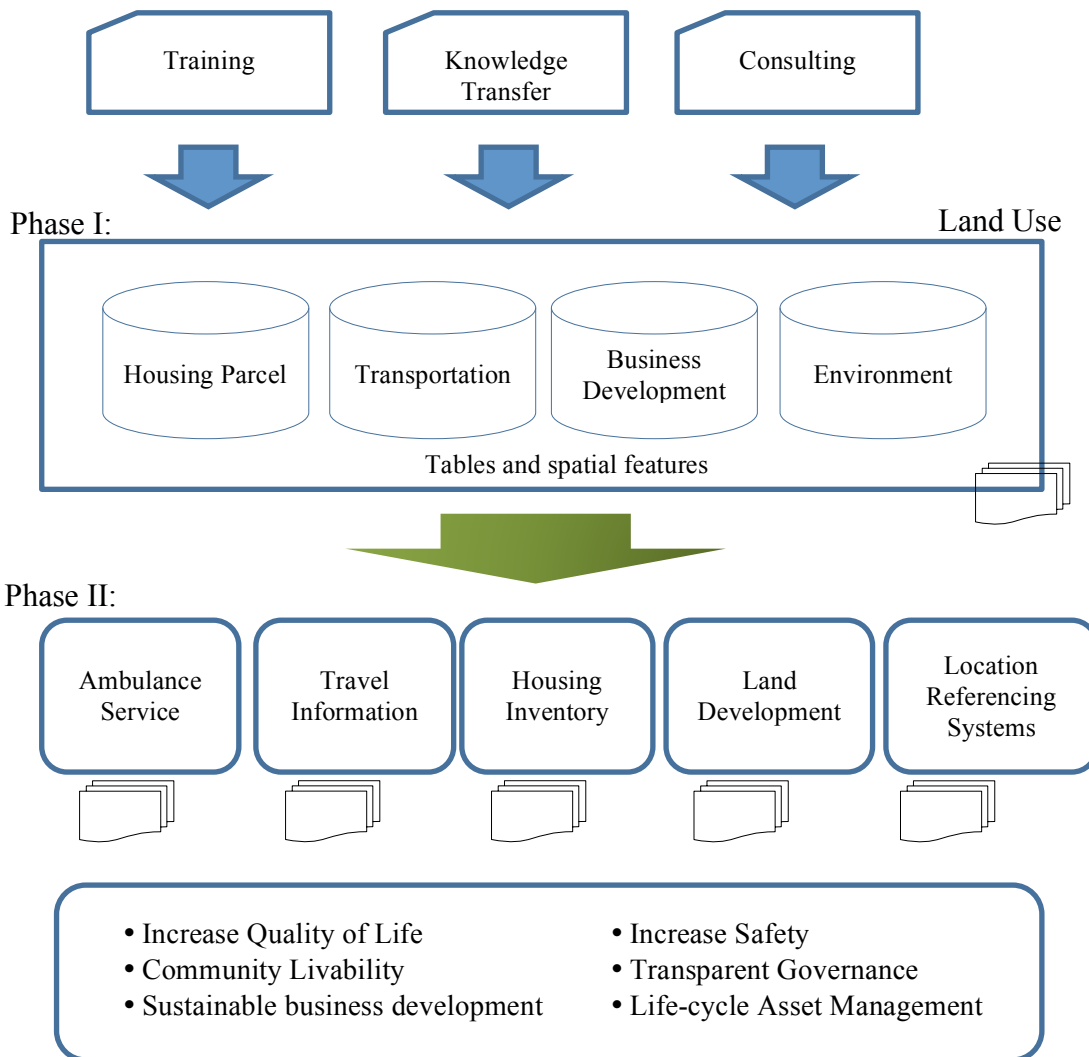 Training
Knowledge
Transfer
Consulting
Phase I:
Land Use
Housing Parcel
Transportation
Business
Development
Environment
Tables and spatial features
Phase II:
Ambulance
Service
Travel
Information
Housing
Inventory
Land
Development
Location
Referencing
Systems
• Increase Quality of Life
• Community Livability
• Sustainable business development
• Increase Safety
• Transparent Governance
• Life-cycle Asset Management